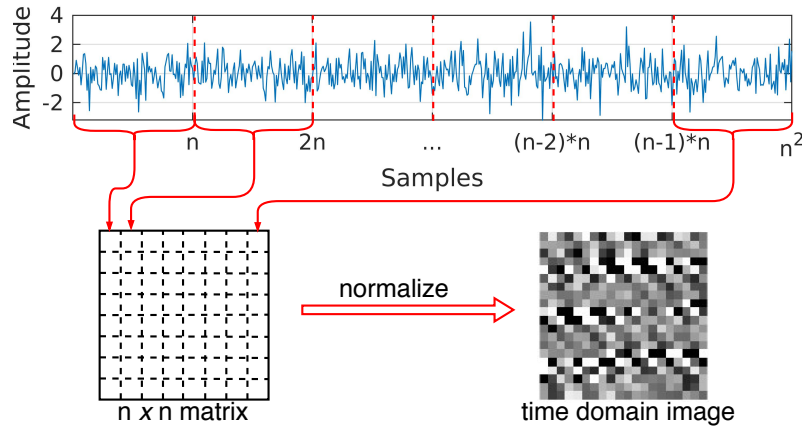 4
2
0
-2
Amplitude
n 2n ... (n-2)*n (n-1)*n n²
Samples
normalize
n x n matrix
time domain image